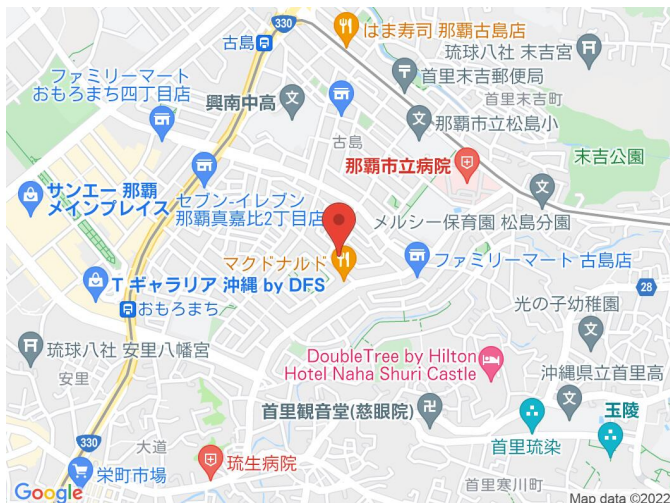 330
はま寿司 那覇古島店
古島
琉球八社 末吉宮
ファミリーマート
おもろまち四丁目店
首里末吉郵便局
首里末吉町
興南中高
古島
那覇市立松島小
末吉公園
那覇市立病院
サンエー 那覇
メインプレイス
セブン-イレブン
那覇真嘉比2丁目店
メルシー保育園 松島分園
マクドナルド
ファミリーマート 古島店
T ギャラリア 沖縄 by DFS
28
おもろまち
光の子幼稚園
琉球八社 安里八幡宮
DoubleTree by Hilton
Hotel Naha Shuri Castle
安里
沖縄県立首里高
首里観音堂(慈眼院)
玉陵
330
大道
首里琉染
栄町市場
琉生病院
首里寒川町
Google
Map data ©2022